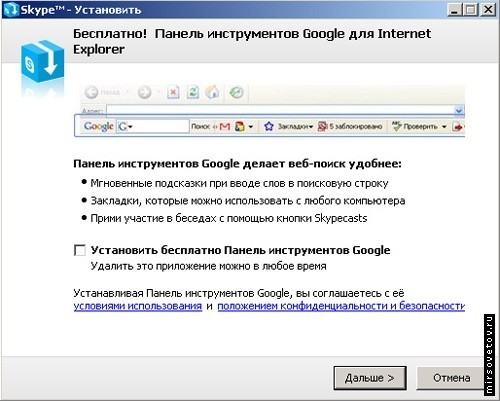 Skype™ - Установить
Бесплатно! Панель инструментов Google для Internet
Explorer
Назад
Адрес:
Google G Поиск Закладки 5 заблокировано Проверить
Панель инструментов Google делает веб-поиск удобнее:
• Мгновенные подсказки при вводе слов в поисковую строку
• Закладки, которые можно использовать с любого компьютера
• Прими участие в беседах с помощью кнопки Skypecasts
Установить бесплатно Панель инструментов Google
Удалить это приложение можно в любое время
Устанавливая Панель инструментов Google, вы соглашаетесь с её
условиями использования и положением конфиденциальности и безопасности
Дальше > Отмена
mirsovetov.ru